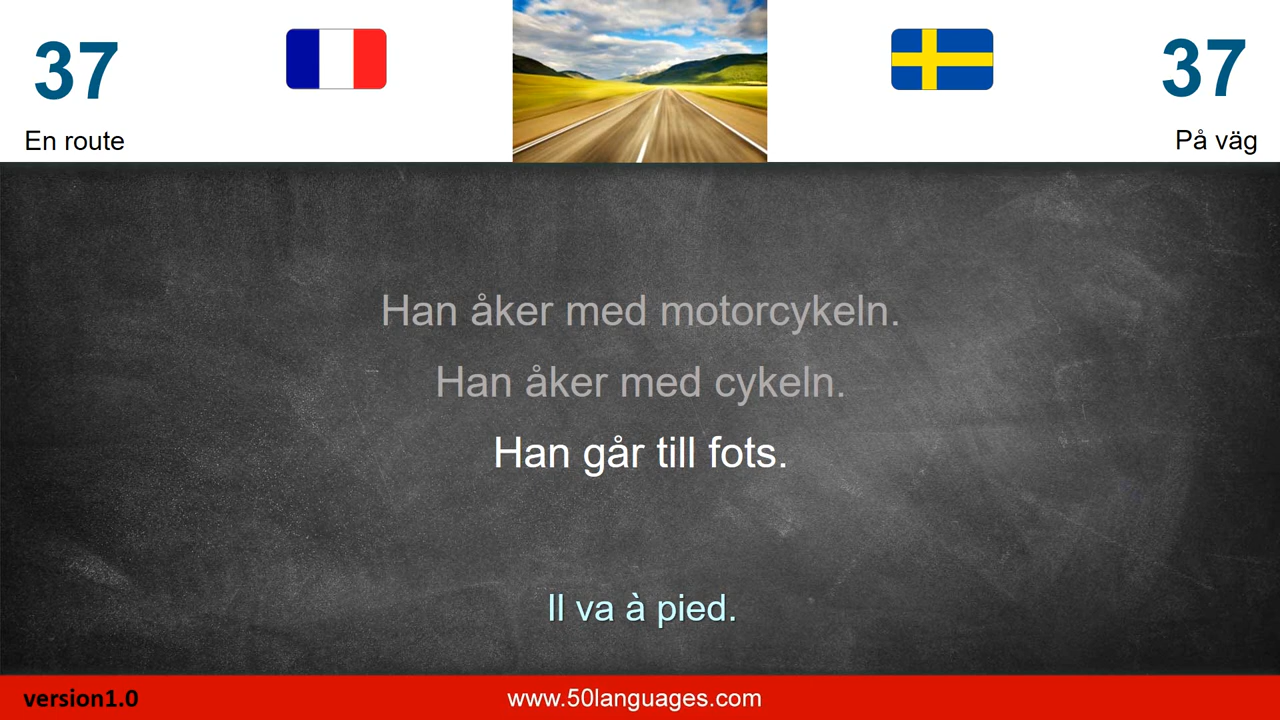 37
37
En route
På väg
Han åker med motorcykeln.
Han åker med cykeln.
Han går till fots.
Il va à pied.
version1.0
www.50languages.com